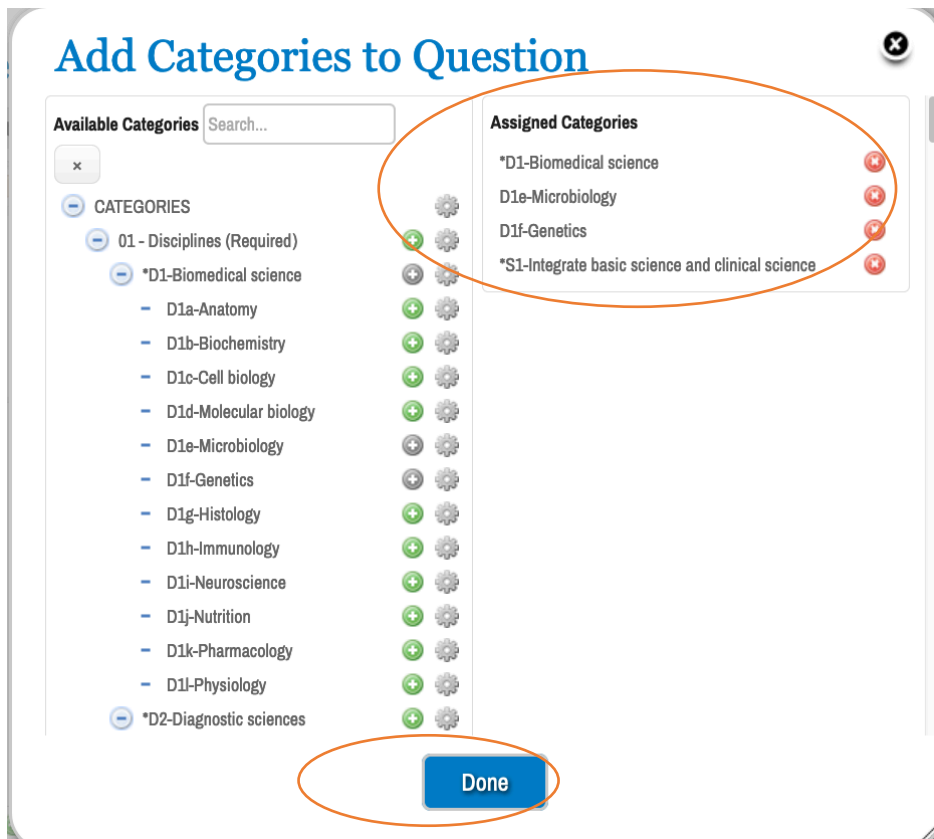 Add Categories to Question
Available Categories Search...
×
CATEGORIES
01 - Disciplines (Required)
*D1-Biomedical science
D1a-Anatomy
D1b-Biochemistry
D1c-Cell biology
D1d-Molecular biology
D1e-Microbiology
D1f-Genetics
D1g-Histology
D1h-Immunology
D1i-Neuroscience
D1j-Nutrition
D1k-Pharmacology
D1l-Physiology
*D2-Diagnostic sciences
Assigned Categories
*D1-Biomedical science
D1e-Microbiology
D1f-Genetics
*S1-Integrate basic science and clinical science
Done